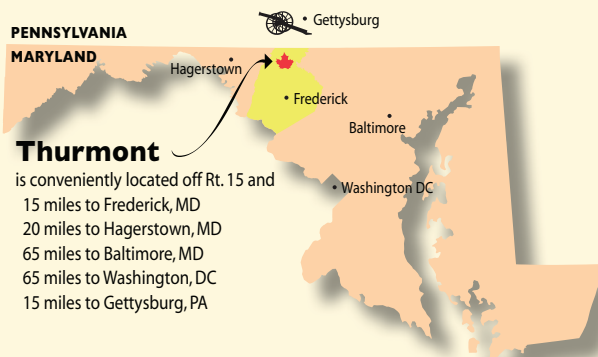 Gettysburg
PENNSYLVANIA
MARYLAND
Hagerstown
Frederick
Baltimore
Washington DC
Thurmont
is conveniently located off Rt. 15 and
15 miles to Frederick, MD
20 miles to Hagerstown, MD
65 miles to Baltimore, MD
65 miles to Washington, DC
15 miles to Gettysburg, PA